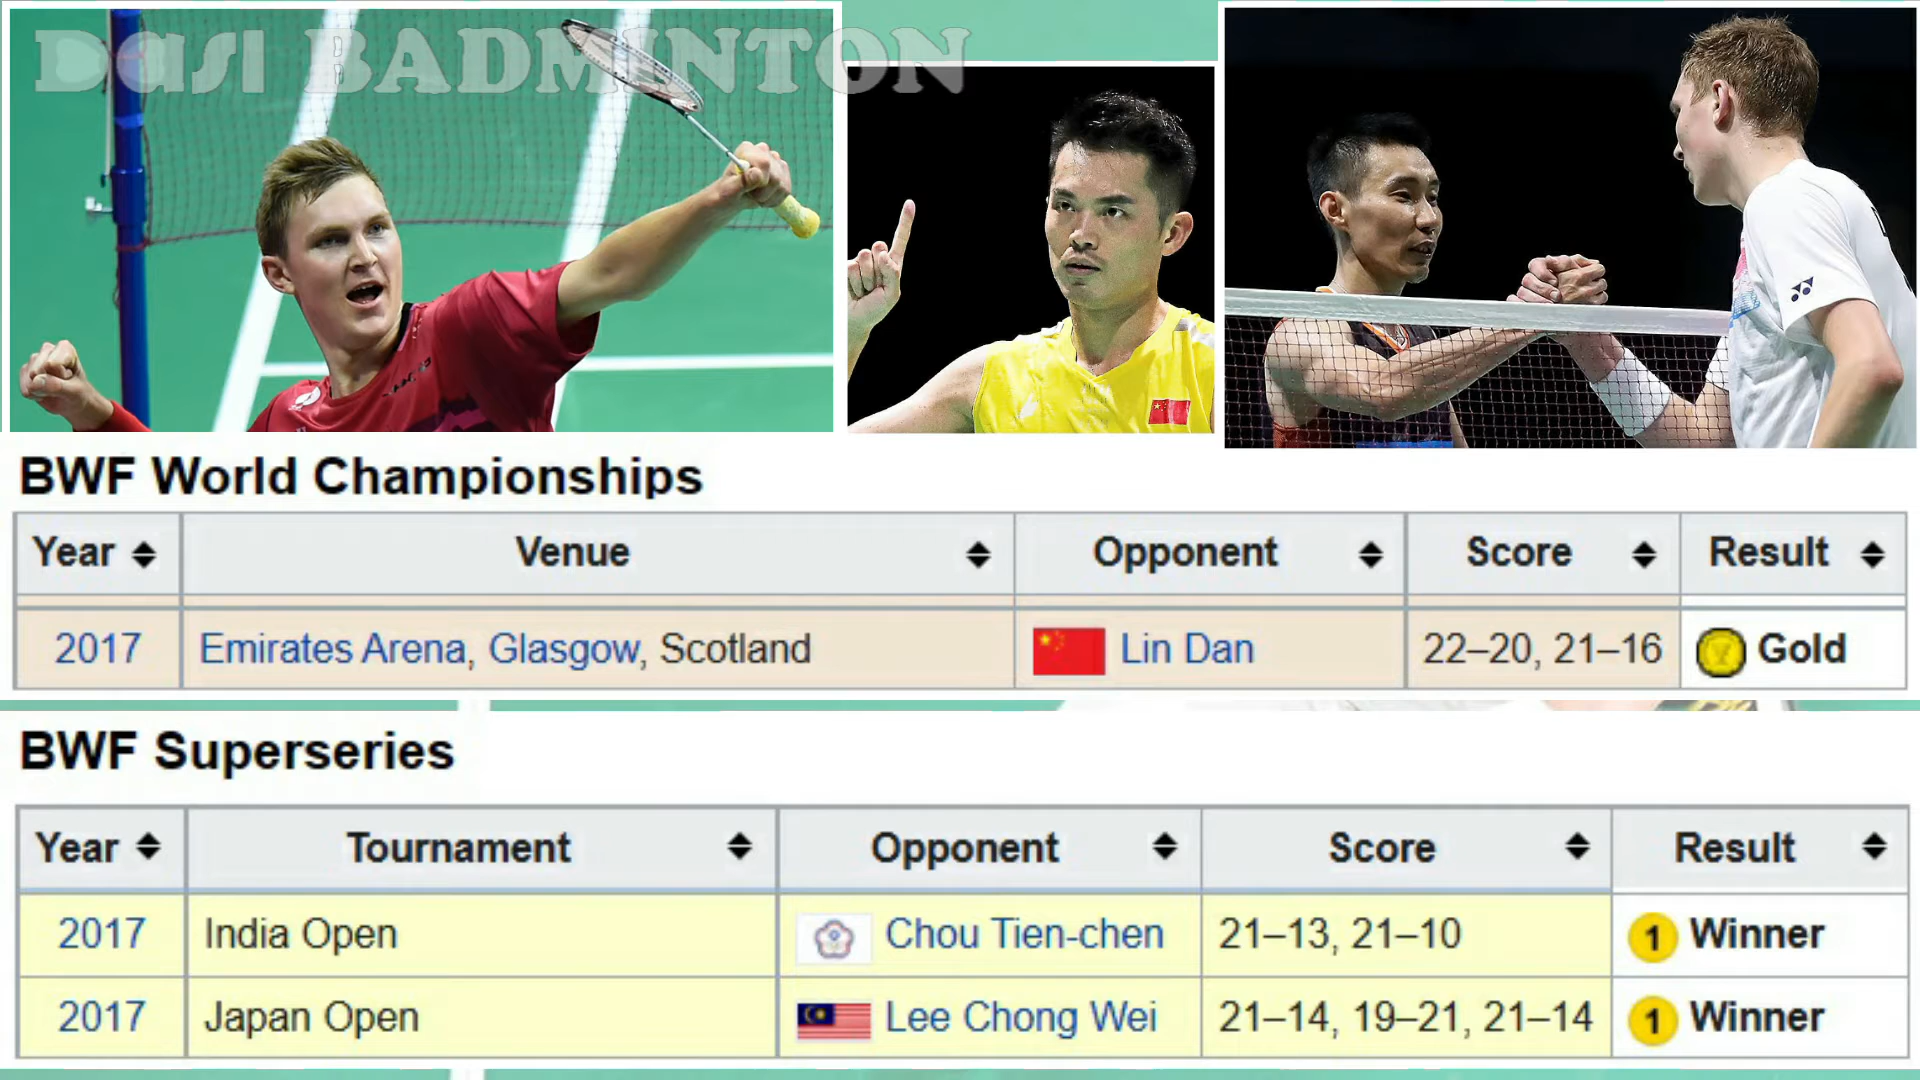 Dasi BADMINTON
BWF World Championships
Year Venue Opponent Score Result
2017 Emirates Arena, Glasgow, Scotland Lin Dan 22–20, 21–16 Gold
BWF Superseries
Year Tournament Opponent Score Result
2017 India Open Chou Tien-chen 21–13, 21–10 1 Winner
2017 Japan Open Lee Chong Wei 21–14, 19–21, 21–14 1 Winner